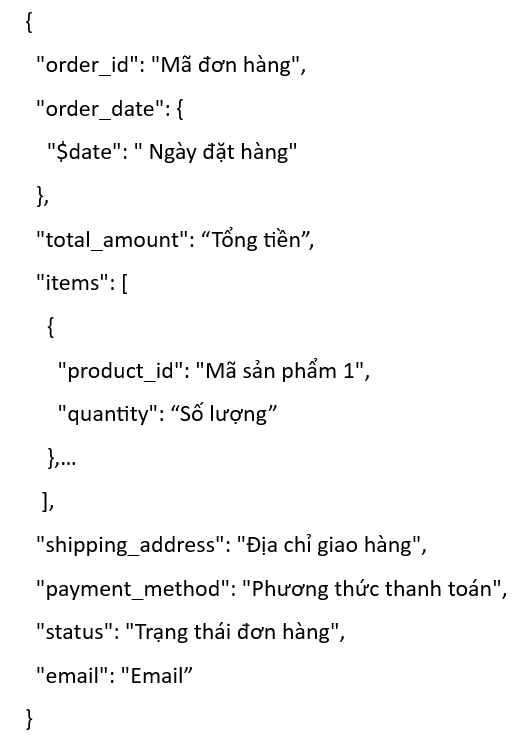 {
"order_id": "Mã đơn hàng",
"order_date": {
"$date": " Ngày đặt hàng"
},
"total_amount": “Tổng tiền”,
"items": [
{
"product_id": "Mã sản phẩm 1",
"quantity": “Số lượng”
},…
],
"shipping_address": "Địa chỉ giao hàng",
"payment_method": "Phương thức thanh toán",
"status": "Trạng thái đơn hàng",
"email": "Email”
}